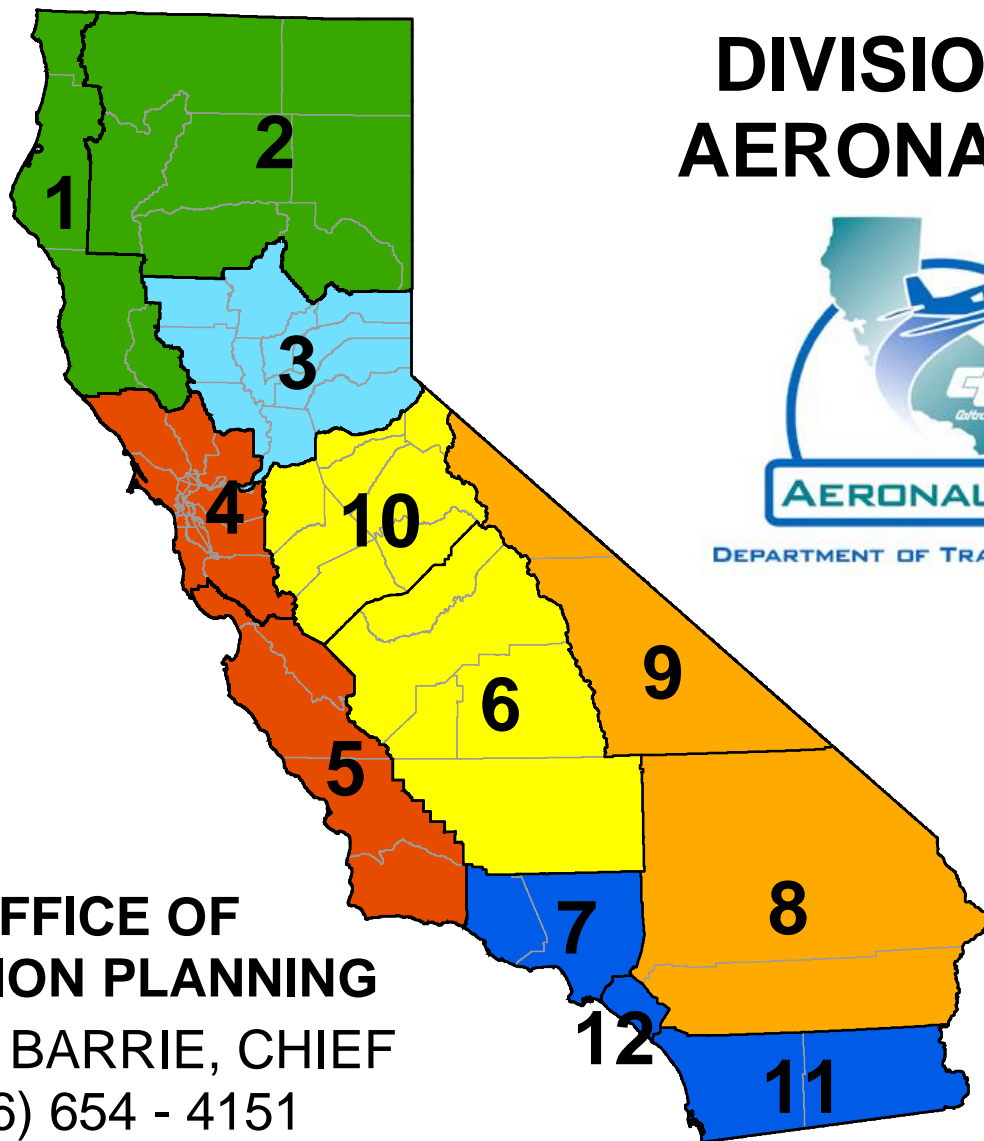 DIVISIO
AERONA
2
1
3
4
10
9
6
5
8
7
12
11
AERONAU
DEPARTMENT OF TRA
FFICE OF
ION PLANNING
BARRIE, CHIEF
6) 654 - 4151